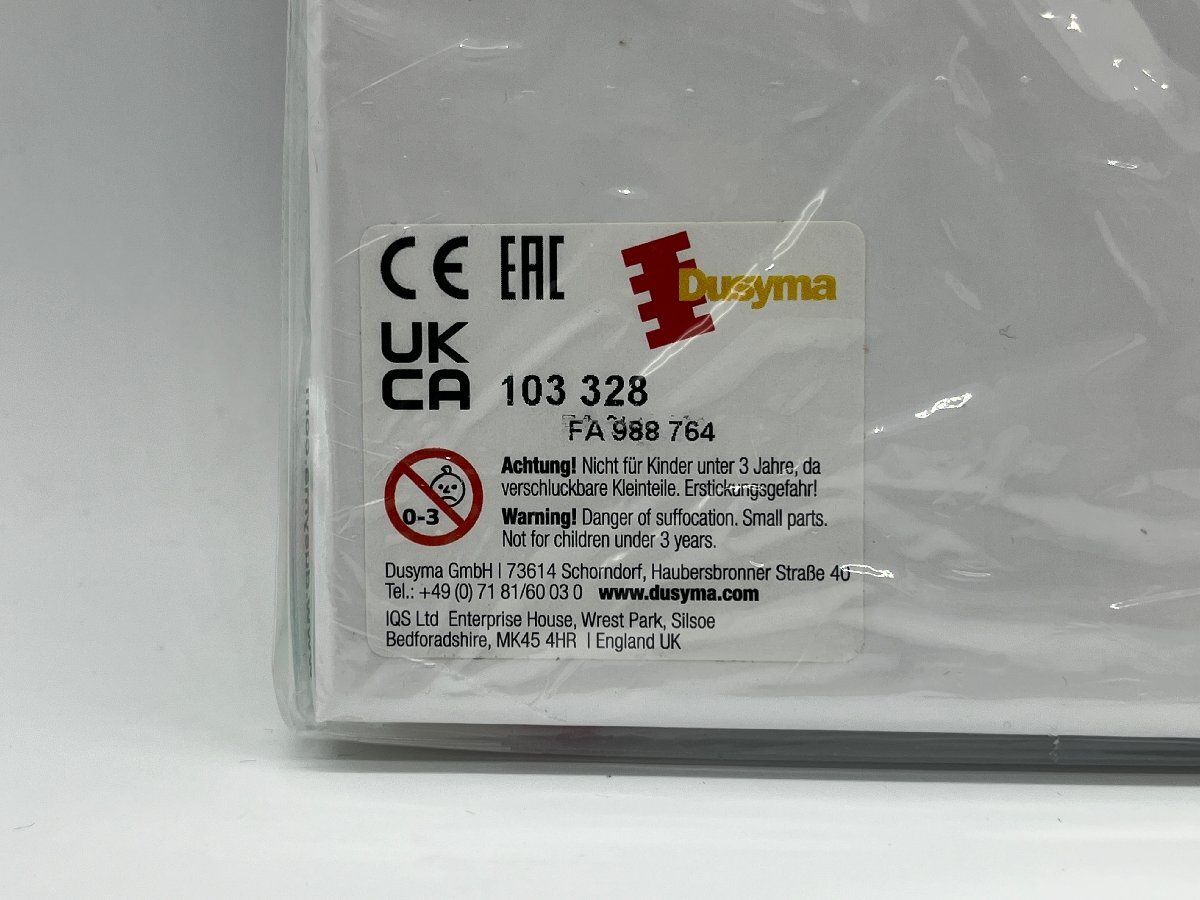 CE EAC
Dusyma
UK
CA
103 328
FA 988 764
Achtung! Nicht für Kinder unter 3 Jahre, da
verschluckbare Kleinteile. Erstickungsgefahr!
0-3
Warning! Danger of suffocation. Small parts.
Not for children under 3 years.
Dusyma GmbH | 73614 Schorndorf, Haubersbronner Straße 40
Tel.: +49 (0) 71 81/60 03 0 www.dusyma.com
IQS Ltd Enterprise House, Wrest Park, Silsoe
Bedforadshire, MK45 4HR | England UK